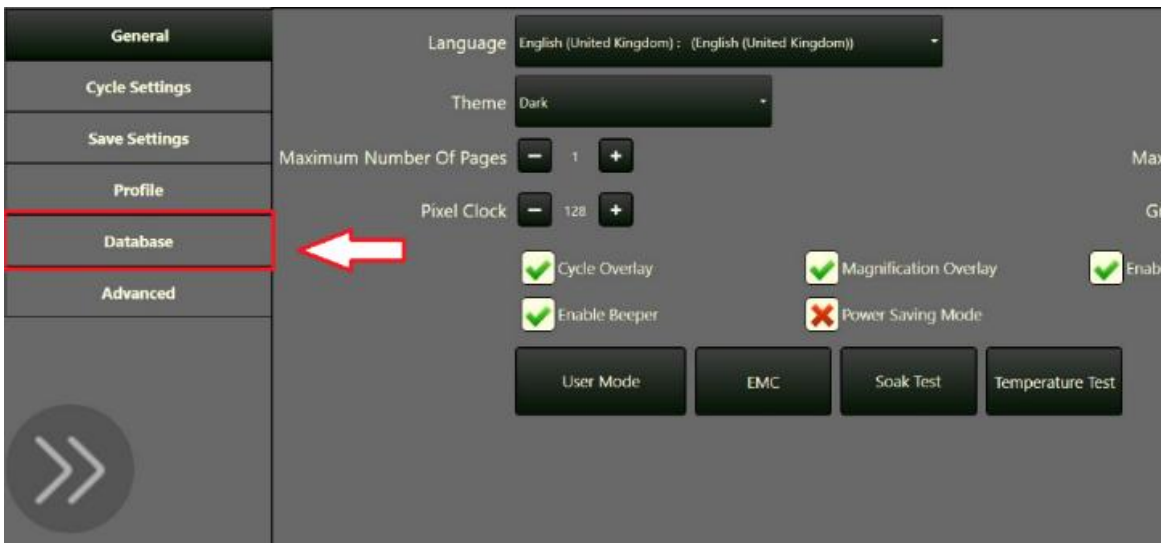 General
Cycle Settings
Save Settings
Profile
Database
Advanced
Language English (United Kingdom) : (English (United Kingdom))
Theme Dark
Maximum Number Of Pages 1
Pixel Clock 128
Cycle Overlay Magnification Overlay
Enable Beeper Power Saving Mode
User Mode EMC Soak Test Temperature Test